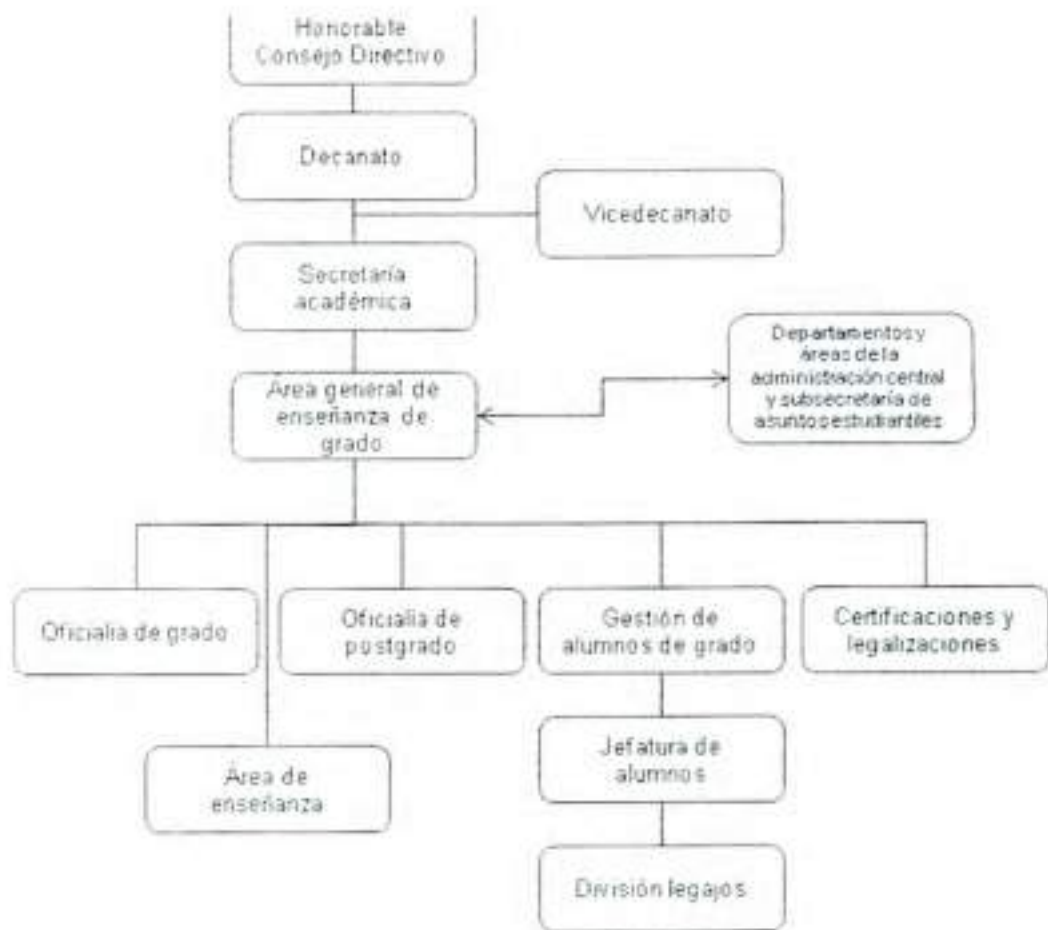 Honorable
Consejo Directivo
Decanato
Vicedecanato
Secretaría
académica
Departamentos y
áreas de la
administración central
y subsecretaría de
asuntos estudiantiles
Área general de
enseñanza de
grado
Oficialia de grado
Oficialia de
postgrado
Gestión de
alumnos de grado
Certificaciones y
legalizaciones
Área de
enseñanza
Jefatura de
alumnos
División legajos